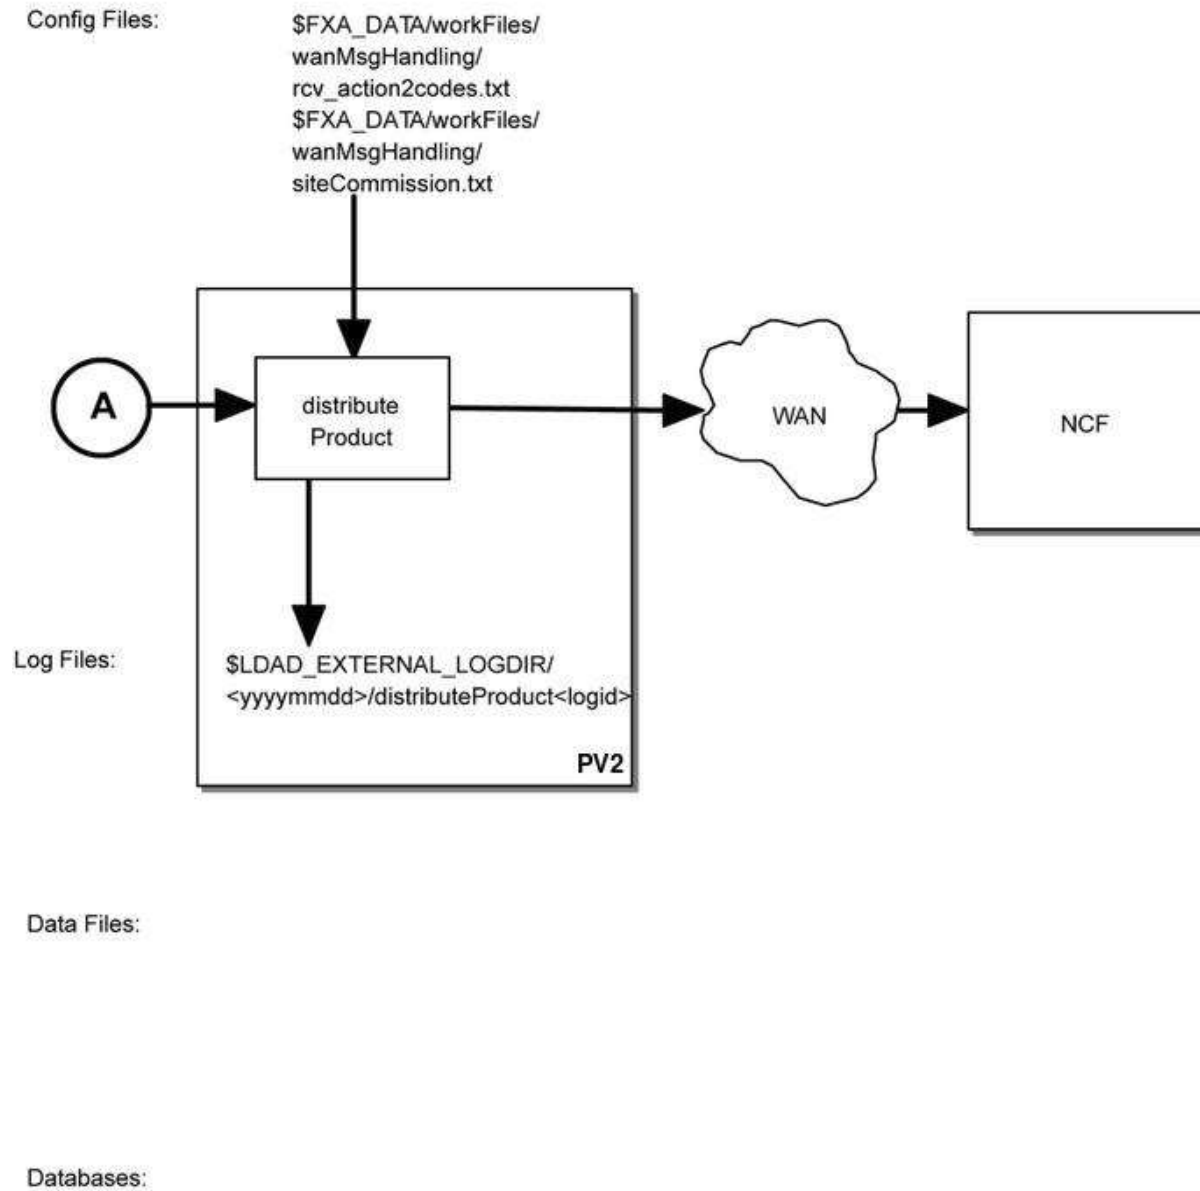 Config Files:
$FXA_DATA/workFiles/
wanMsgHandling/
rcv_action2codes.txt
$FXA_DATA/workFiles/
wanMsgHandling/
siteCommission.txt
A
distribute
Product
WAN
NCF
Log Files:
$LDAD_EXTERNAL_LOGDIR/
<yyyymmdd>/distributeProduct<logid>
PV2
Data Files:
Databases: